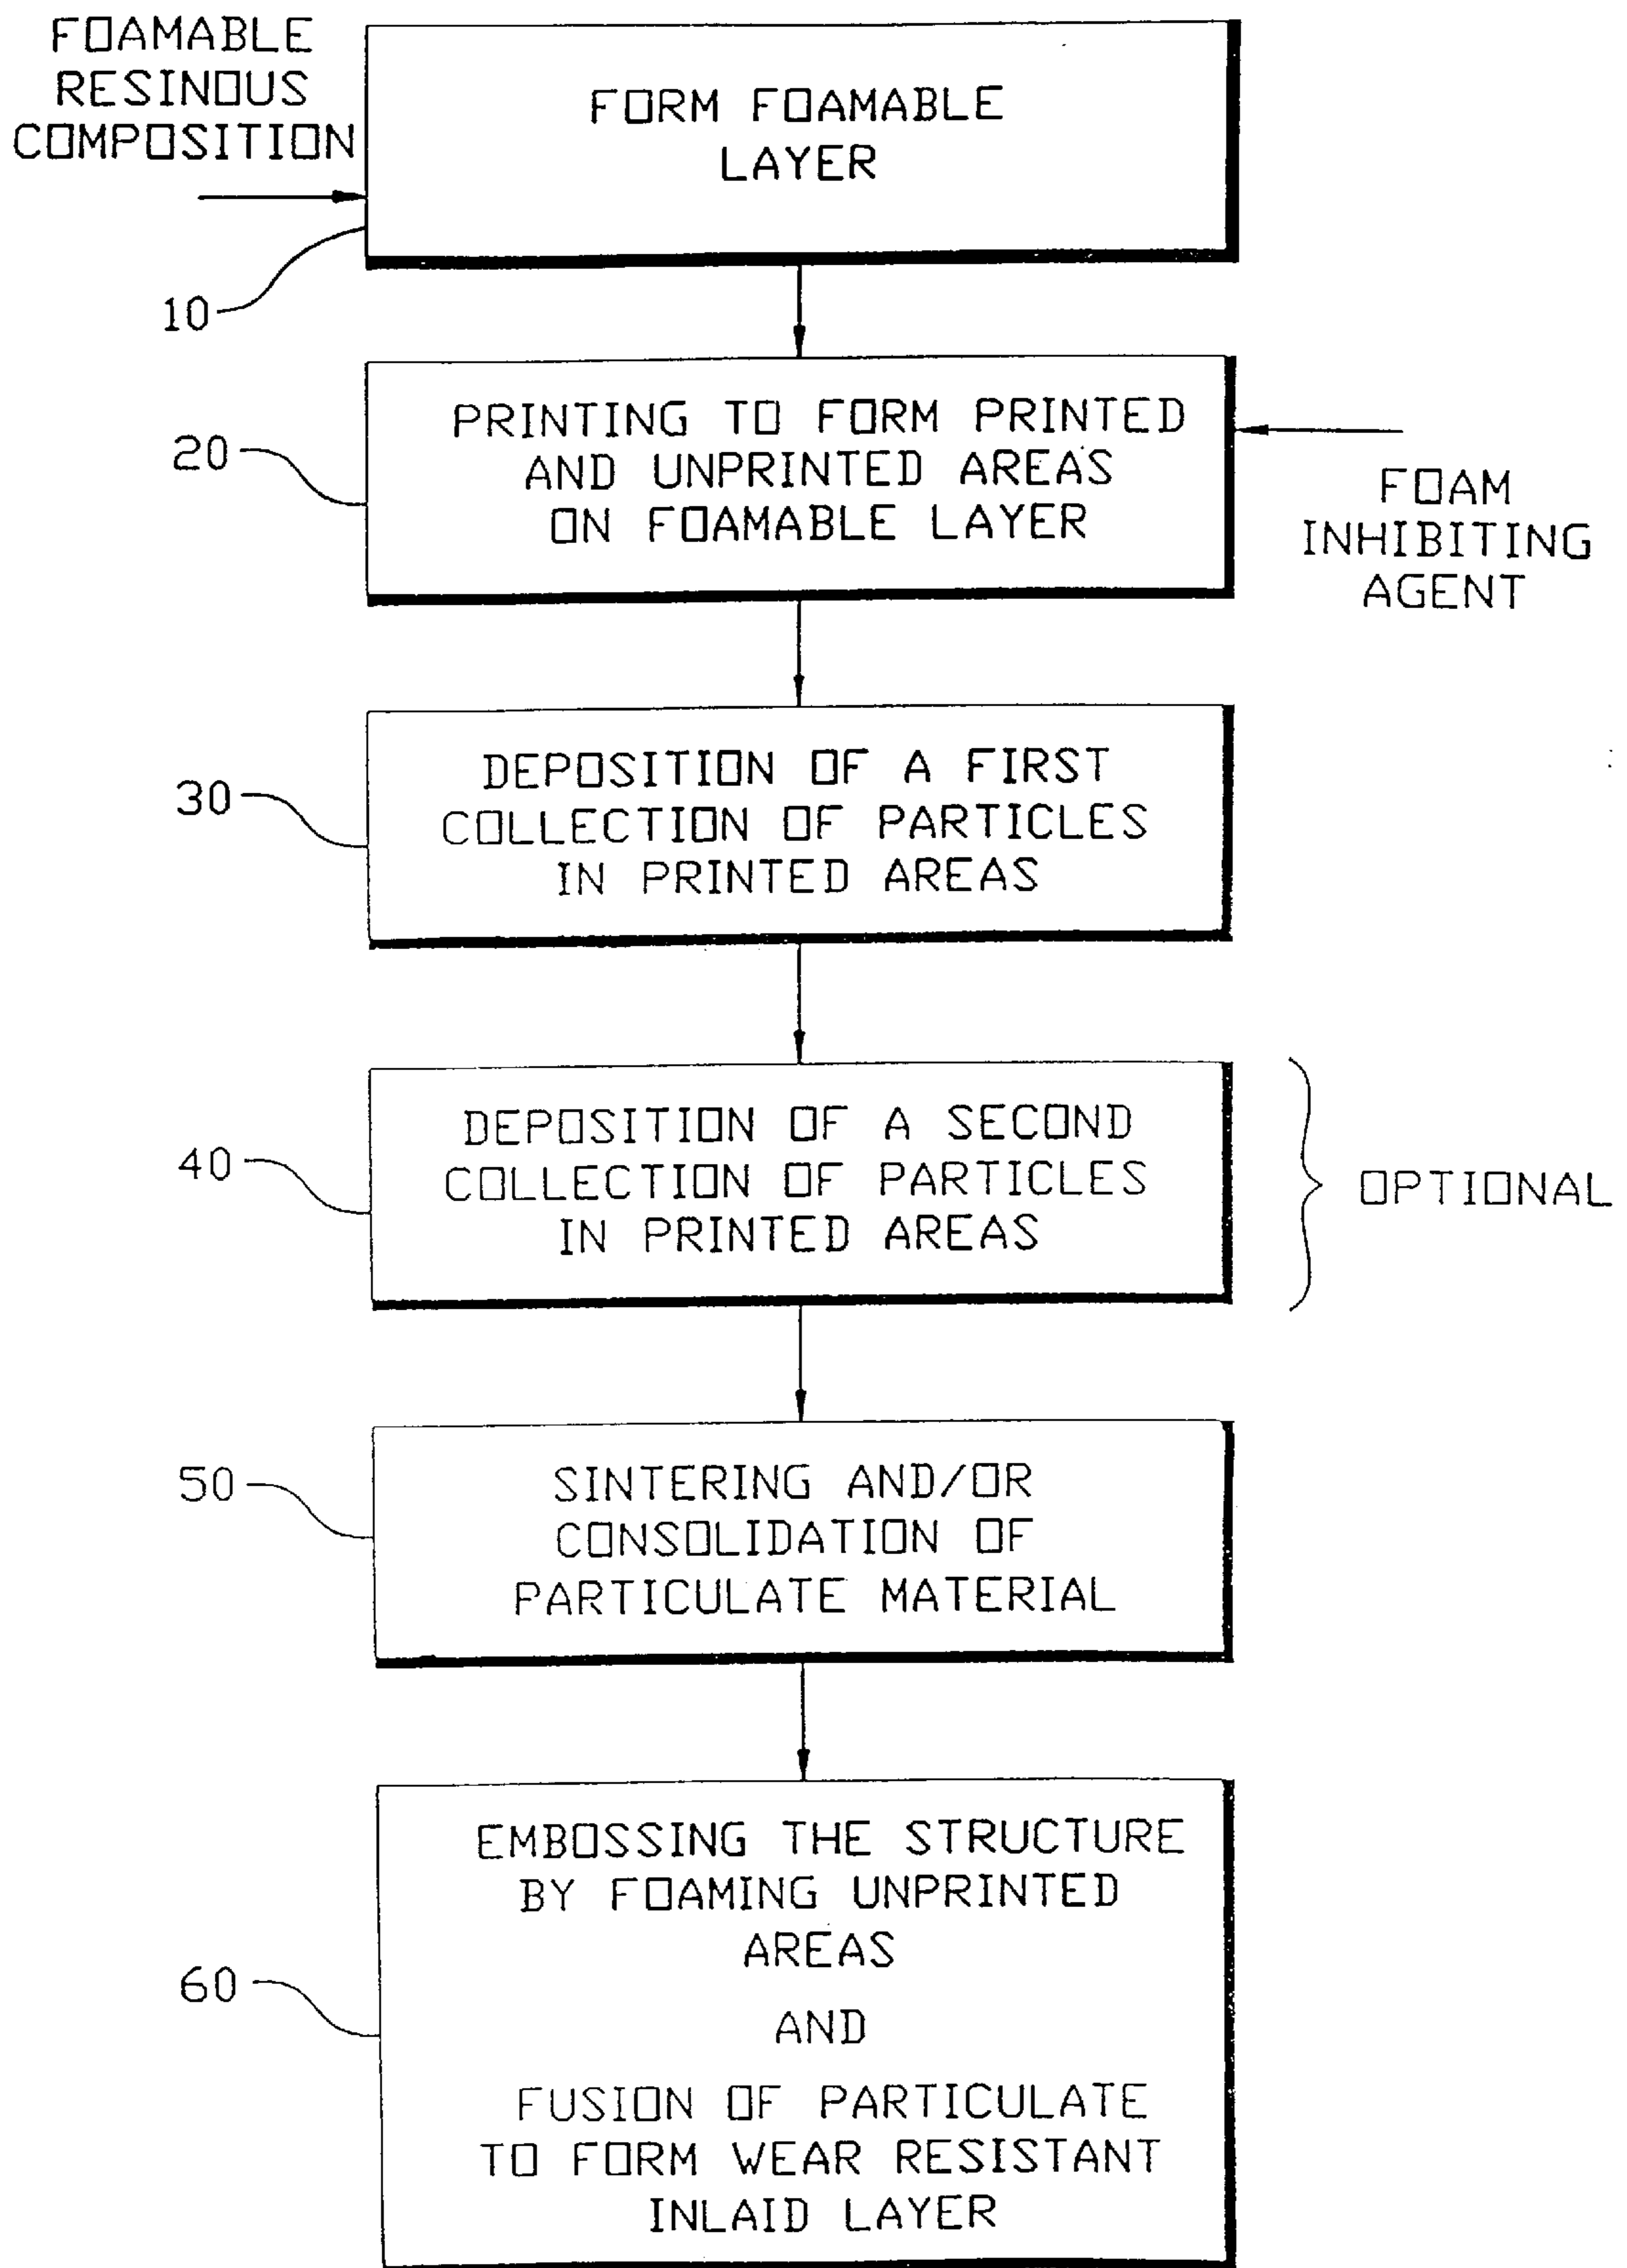 FOAMABLE
RESINOUS
COMPOSITION
FORM FOAMABLE
LAYER
10
PRINTING TO FORM PRINTED
AND UNPRINTED AREAS
ON FOAMABLE LAYER
20
FOAM
INHIBITING
AGENT
DEPOSITION OF A FIRST
COLLECTION OF PARTICLES
IN PRINTED AREAS
30
DEPOSITION OF A SECOND
COLLECTION OF PARTICLES
IN PRINTED AREAS
40
OPTIONAL
SINTERING AND/OR
CONSOLIDATION OF
PARTICULATE MATERIAL
50
EMBOSSING THE STRUCTURE
BY FOAMING UNPRINTED
AREAS
AND
FUSION OF PARTICULATE
TO FORM WEAR RESISTANT
INLAID LAYER
60